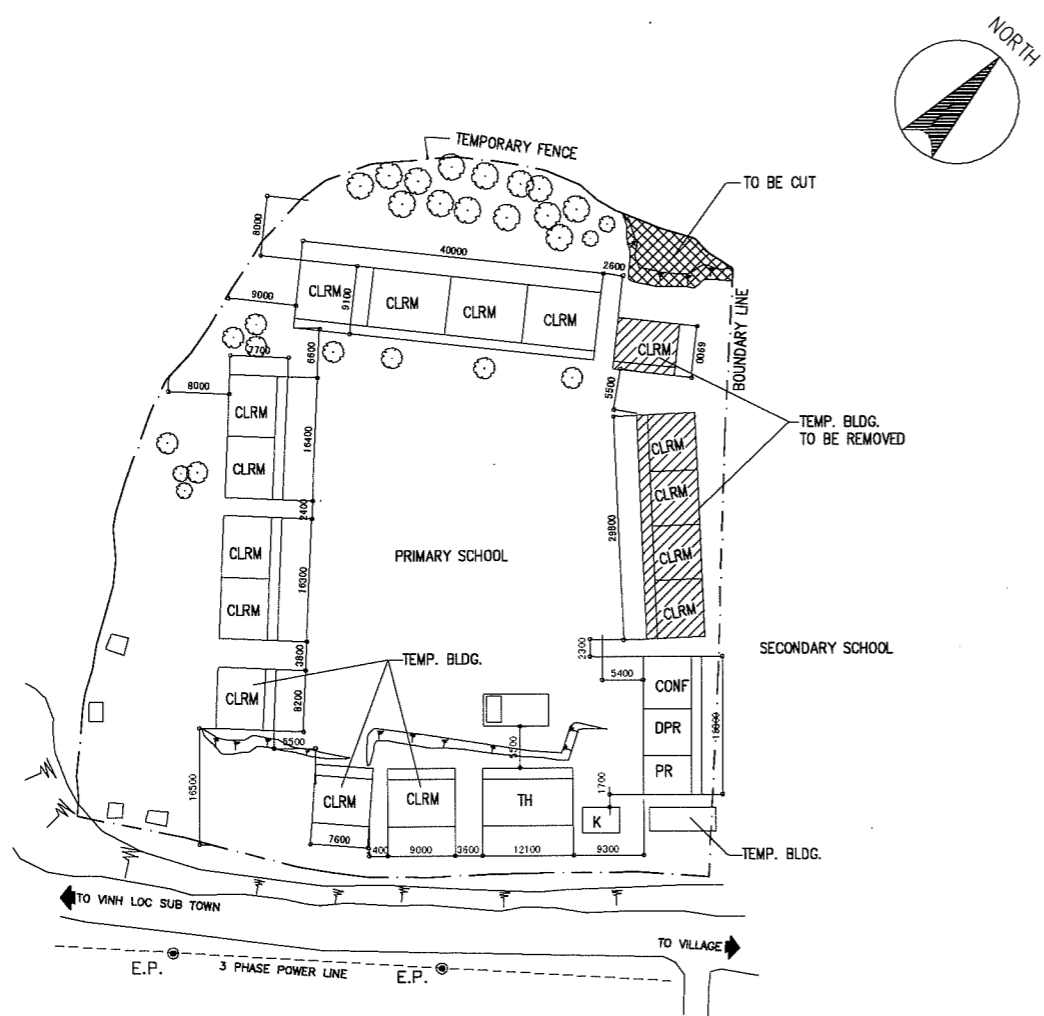 NORTH
TEMPORARY FENCE
TO BE CUT
8000
40000
2600
CLRM
9100
CLRM
CLRM
CLRM
9000
BOUNDARY LINE
CLRM
6900
7700
6600
8000
5500
TEMP. BLDG.
TO BE REMOVED
CLRM
16400
CLRM
CLRM
CLRM
2400
29800
CLRM
16300
PRIMARY SCHOOL
CLRM
CLRM
CLRM
3800
2300
SECONDARY SCHOOL
TEMP. BLDG.
5400
CONF
CLRM
8200
DPR
18800
5500
5500
PR
16500
1700
CLRM
CLRM
TH
K
7600
400
9000
3600
12100
9300
TEMP. BLDG.
TO VINH LOC SUB TOWN
TO VILLAGE
E.P.
3 PHASE POWER LINE
E.P.